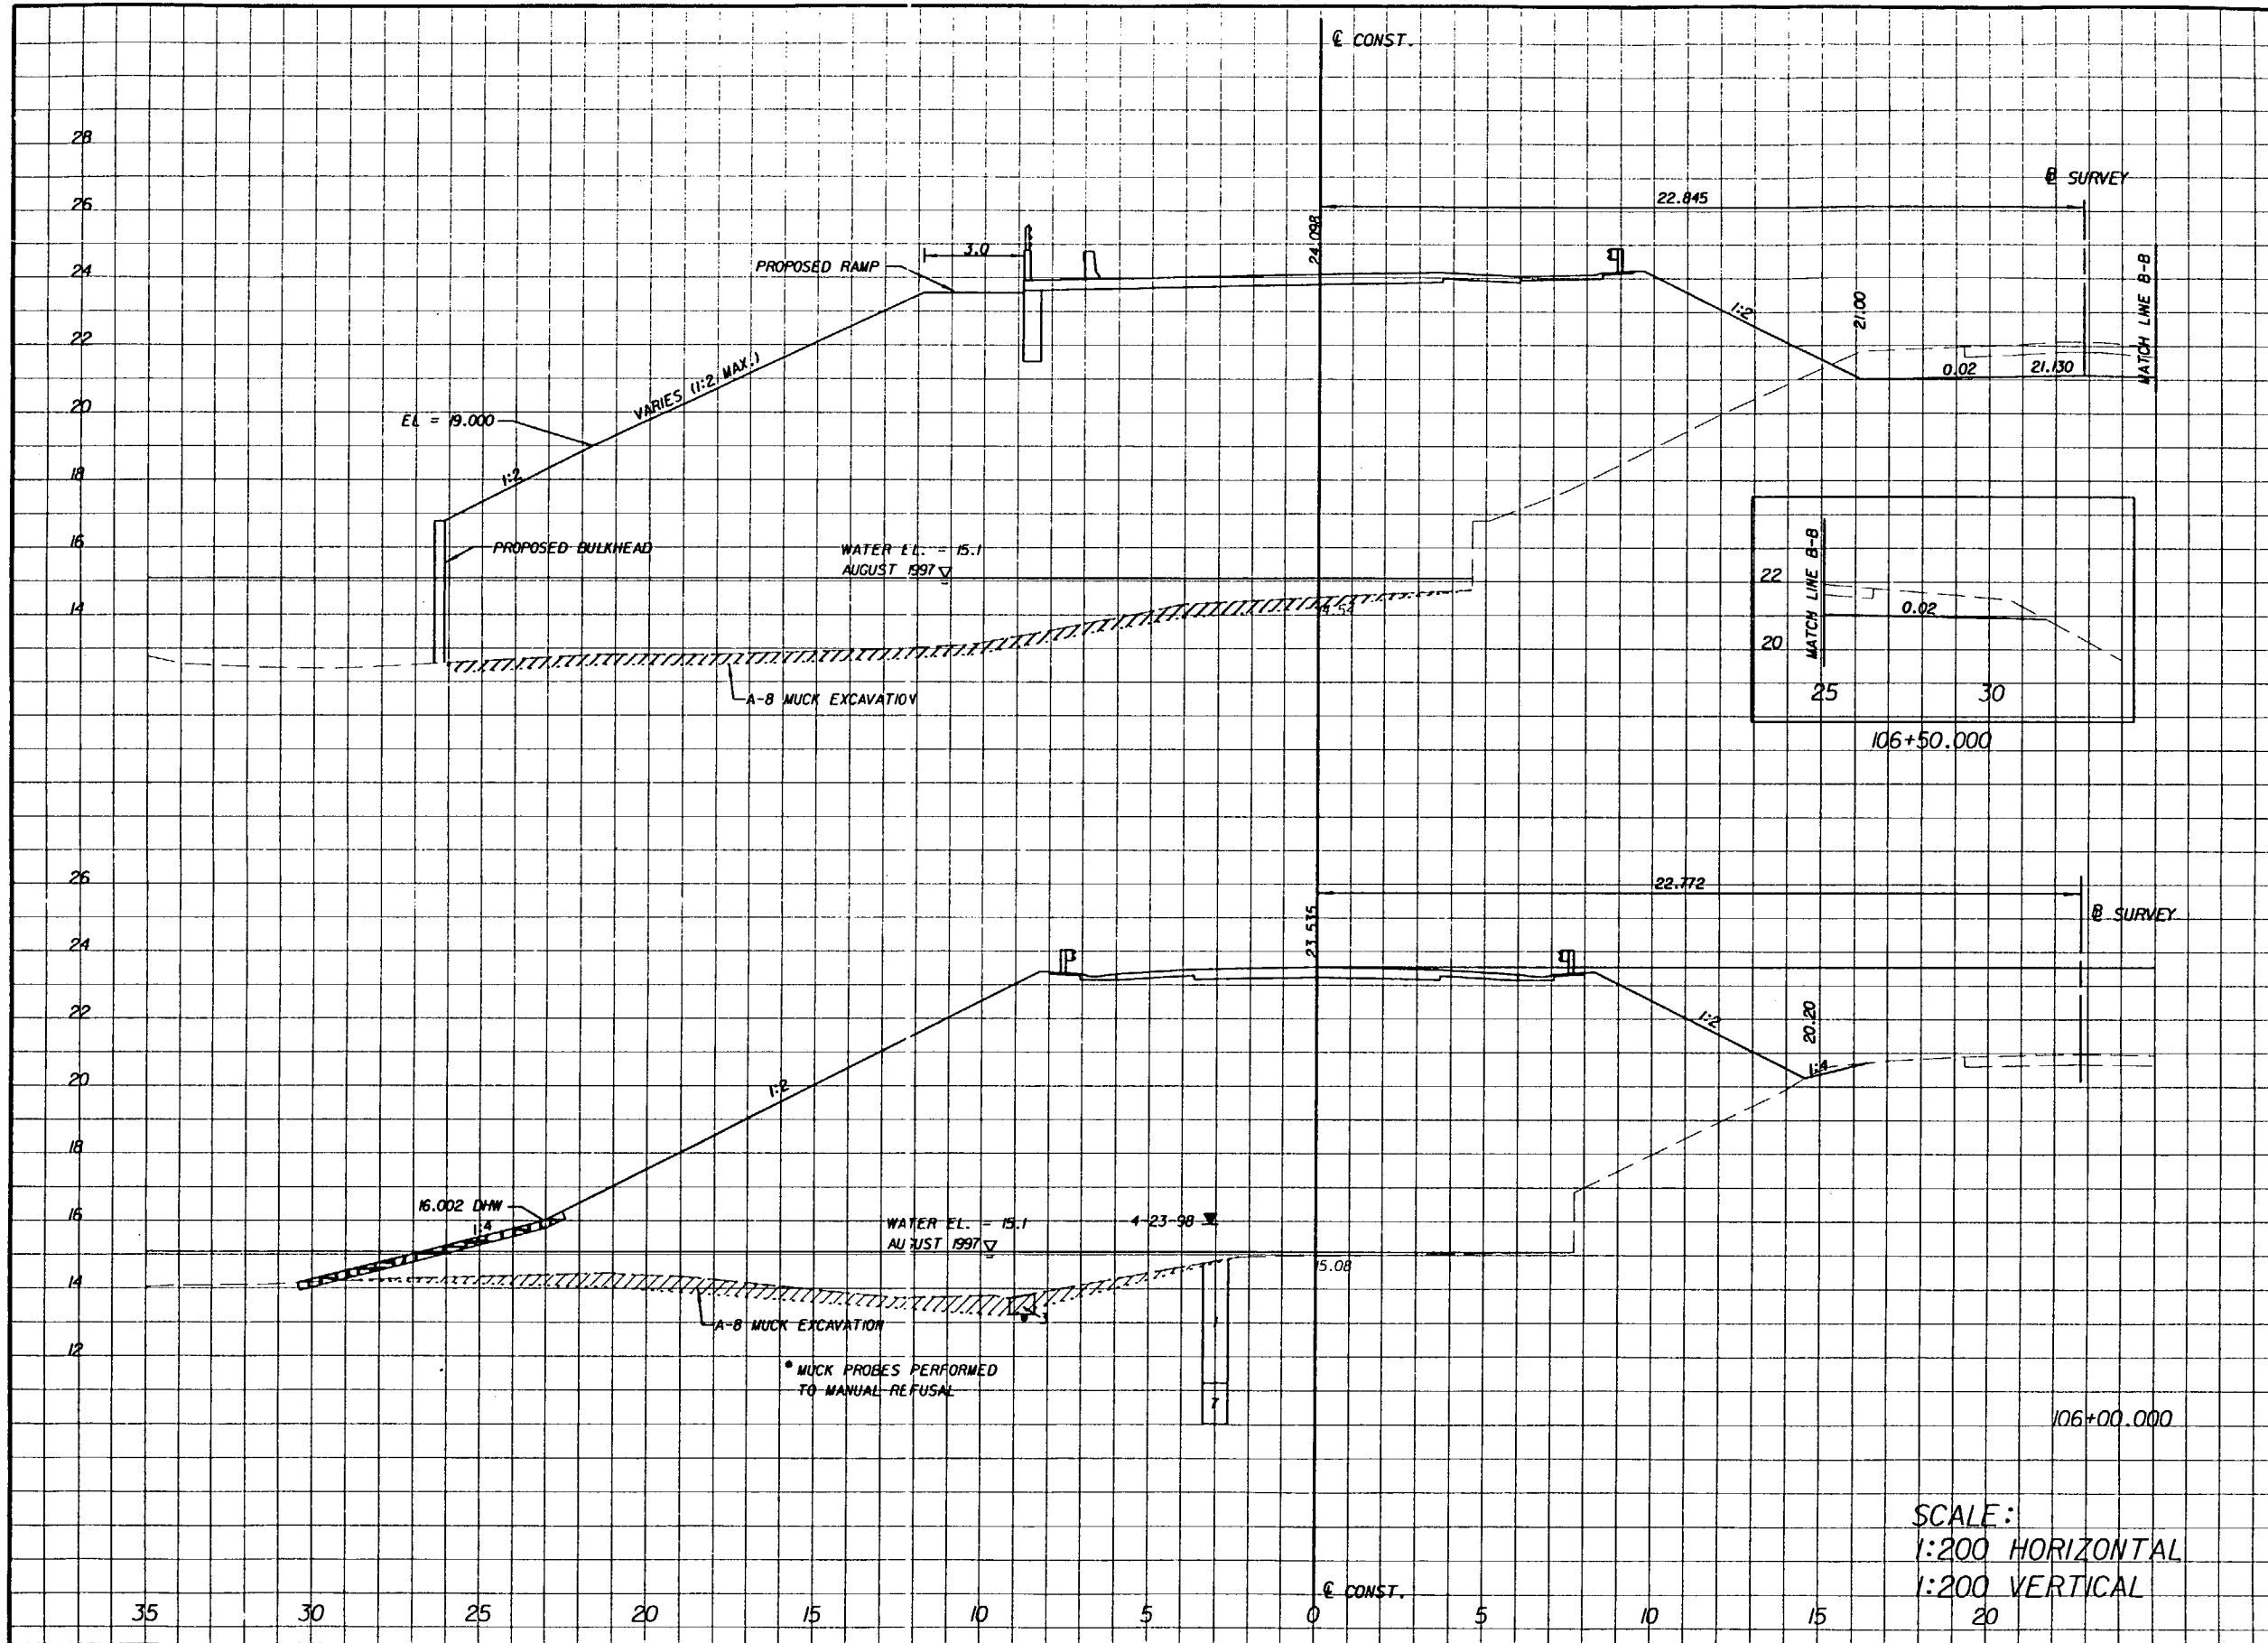 ℄ CONST.
28
℄ SURVEY
26
22.845
24.098
3.0
PROPOSED RAMP
24
MATCH LINE B-B
1:2
21.00
22
0.02
21.130
VARIES (1:2 MAX.)
20
EL = 19.000
18
1:2
16
PROPOSED BULKHEAD
WATER EL. = 15.1
AUGUST 1997
14
A-8 MUCK EXCAVATION
MATCH LINE B-B
22
0.02
20
25
30
106+50.000
26
22.772
23.535
℄ SURVEY
24
22
1:2
20.20
20
1:4
1:2
18
16.002 DHW
16
1:4
WATER EL. = 15.1
AUGUST 1997
4-23-98
15.08
14
3
A-8 MUCK EXCAVATION
1
12
* MUCK PROBES PERFORMED
TO MANUAL REFUSAL
7
106+00.000
SCALE:
1:200 HORIZONTAL
1:200 VERTICAL
℄ CONST.
35
30
25
20
15
10
5
0
5
10
15
20